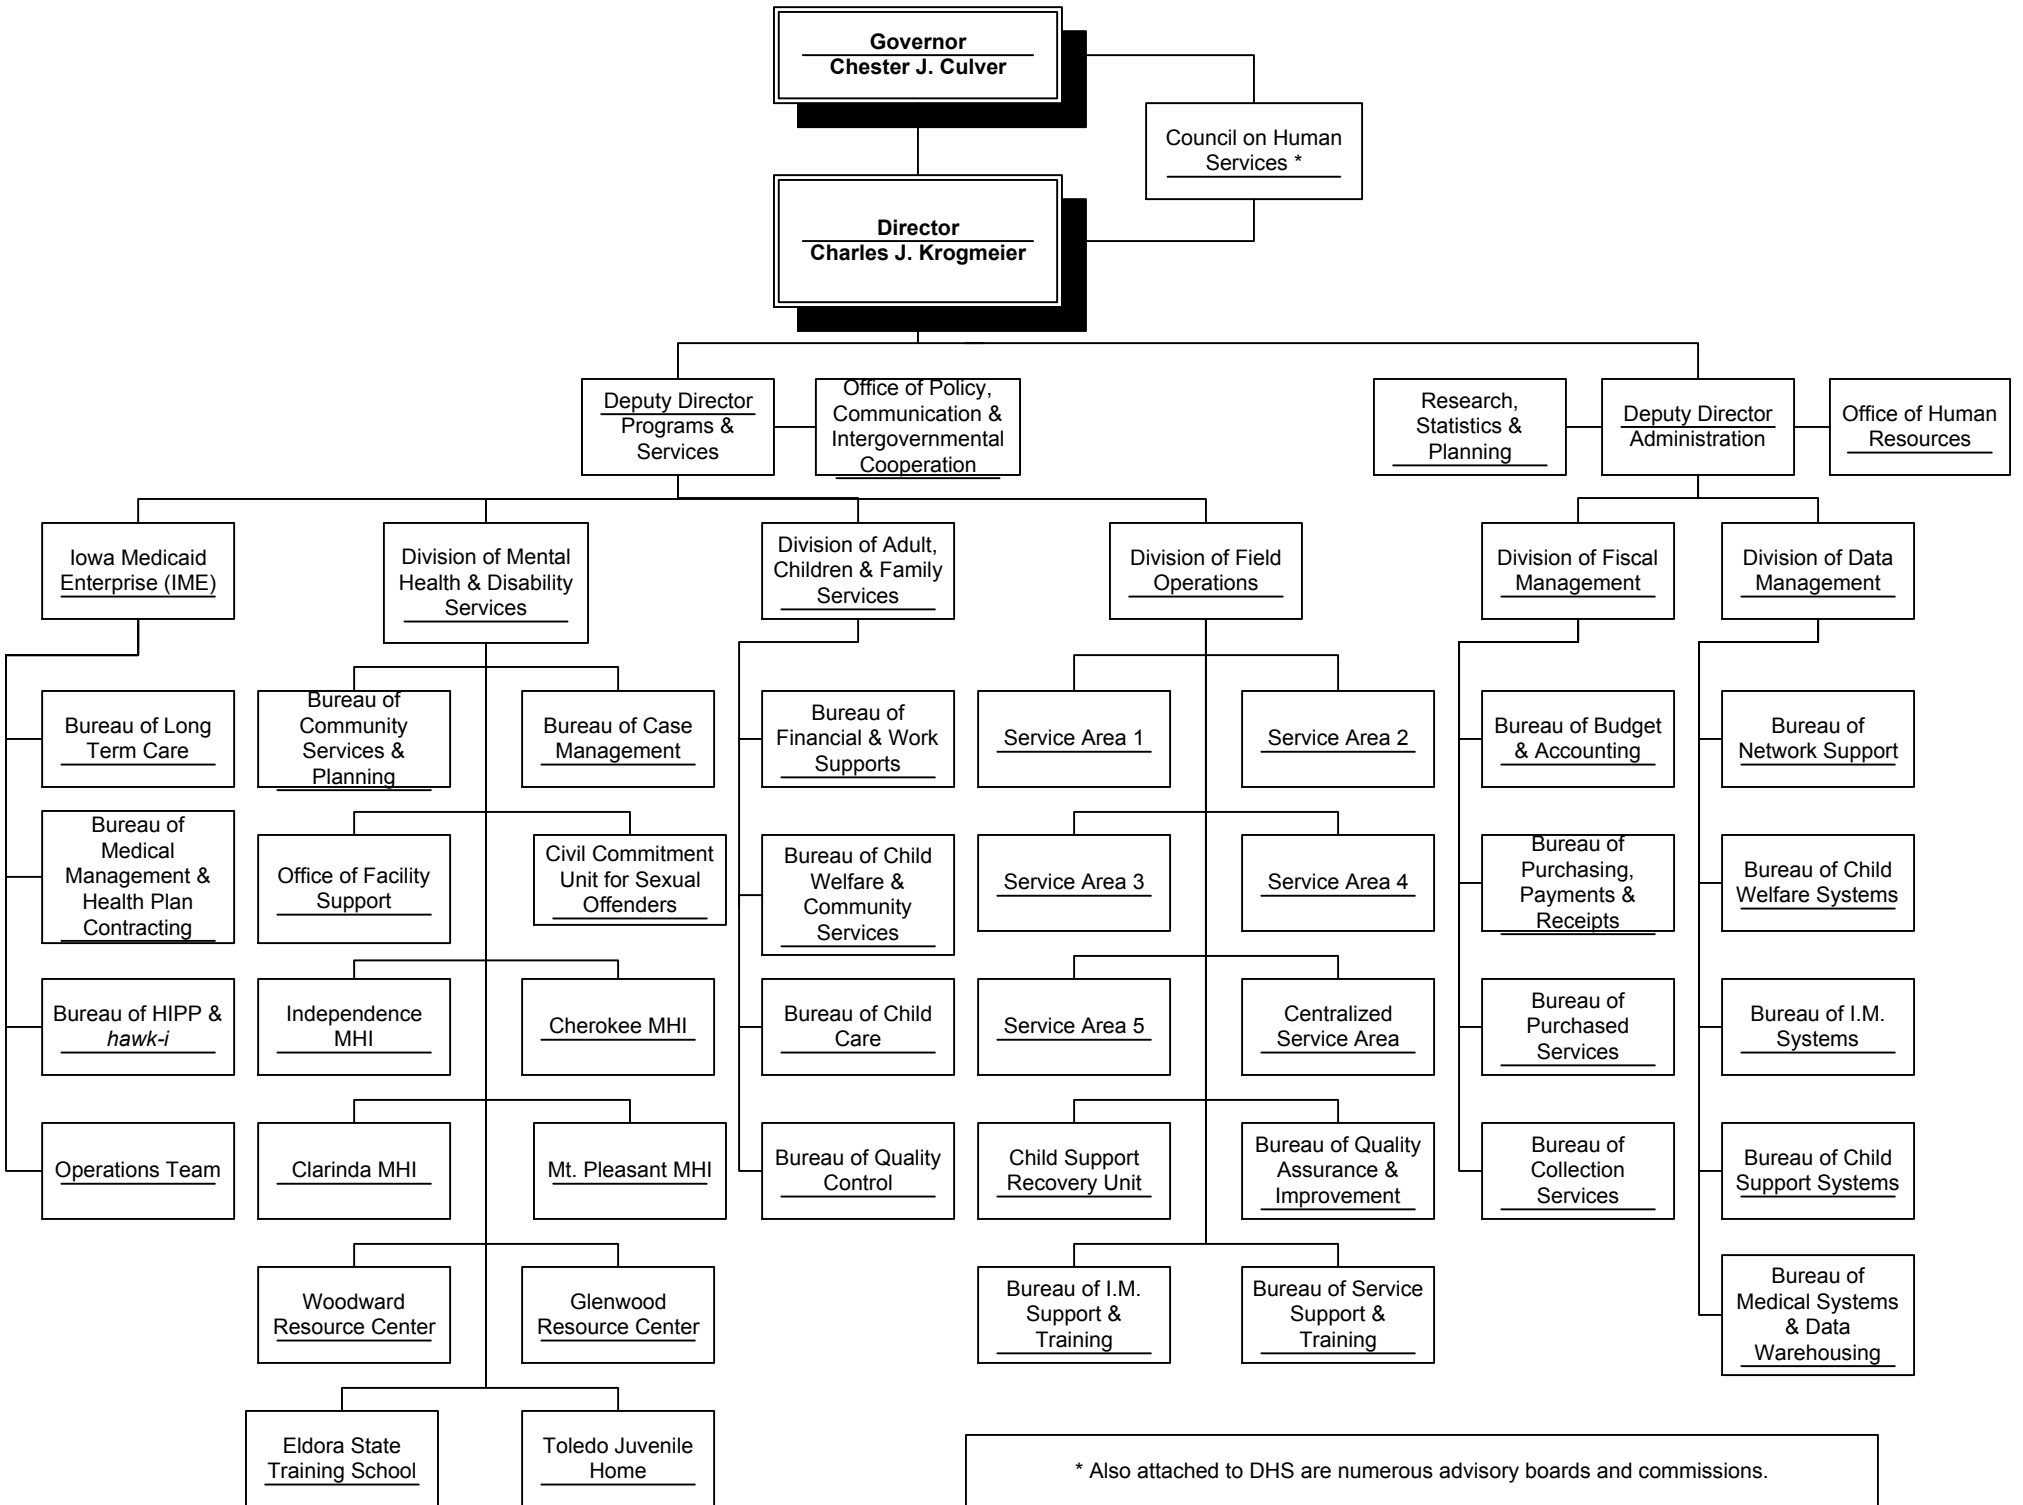 Governor
Chester J. Culver
Council on Human
Services *
Director
Charles J. Krogmeier
Deputy Director
Programs &
Services
Office of Policy,
Communication &
Intergovernmental
Cooperation
Research,
Statistics &
Planning
Deputy Director
Administration
Office of Human
Resources
Iowa Medicaid
Enterprise (IME)
Division of Mental
Health & Disability
Services
Division of Adult,
Children & Family
Services
Division of Field
Operations
Division of Fiscal
Management
Division of Data
Management
Bureau of Long
Term Care
Bureau of
Community
Services &
Planning
Bureau of Case
Management
Bureau of
Financial & Work
Supports
Service Area 1
Service Area 2
Bureau of Budget
& Accounting
Bureau of
Network Support
Bureau of
Medical
Management &
Health Plan
Contracting
Office of Facility
Support
Civil Commitment
Unit for Sexual
Offenders
Bureau of Child
Welfare &
Community
Services
Service Area 3
Service Area 4
Bureau of
Purchasing,
Payments &
Receipts
Bureau of Child
Welfare Systems
Bureau of HIPP &
hawk-i
Independence
MHI
Cherokee MHI
Bureau of Child
Care
Service Area 5
Centralized
Service Area
Bureau of
Purchased
Services
Bureau of I.M.
Systems
Operations Team
Clarinda MHI
Mt. Pleasant MHI
Bureau of Quality
Control
Child Support
Recovery Unit
Bureau of Quality
Assurance &
Improvement
Bureau of
Collection
Services
Bureau of Child
Support Systems
Woodward
Resource Center
Glenwood
Resource Center
Bureau of I.M.
Support &
Training
Bureau of Service
Support &
Training
Bureau of
Medical Systems
& Data
Warehousing
Eldora State
Training School
Toledo Juvenile
Home
* Also attached to DHS are numerous advisory boards and commissions.